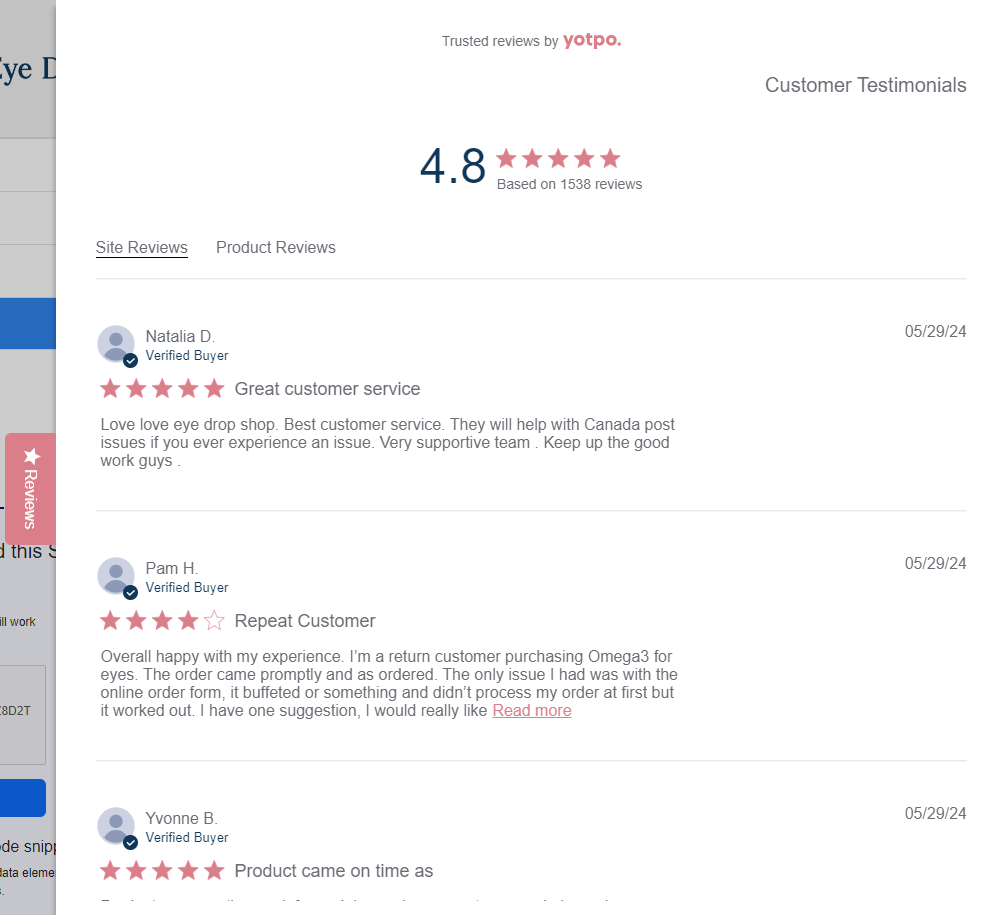 Trusted reviews by yotpo.
Eye D
Customer Testimonials
4.8
Based on 1538 reviews
Site Reviews Product Reviews
Natalia D.
05/29/24
Verified Buyer
Great customer service
Love love eye drop shop. Best customer service. They will help with Canada post
issues if you ever experience an issue. Very supportive team . Keep up the good
work guys .
Reviews
d this S
Pam H.
05/29/24
Verified Buyer
Repeat Customer
ill work
Overall happy with my experience. I’m a return customer purchasing Omega3 for
eyes. The order came promptly and as ordered. The only issue I had was with the
online order form, it buffeted or something and didn’t process my order at first but
it worked out. I have one suggestion, I would really like Read more
8D2T
Yvonne B.
05/29/24
Verified Buyer
ode snipp
Product came on time as
data eleme
s.